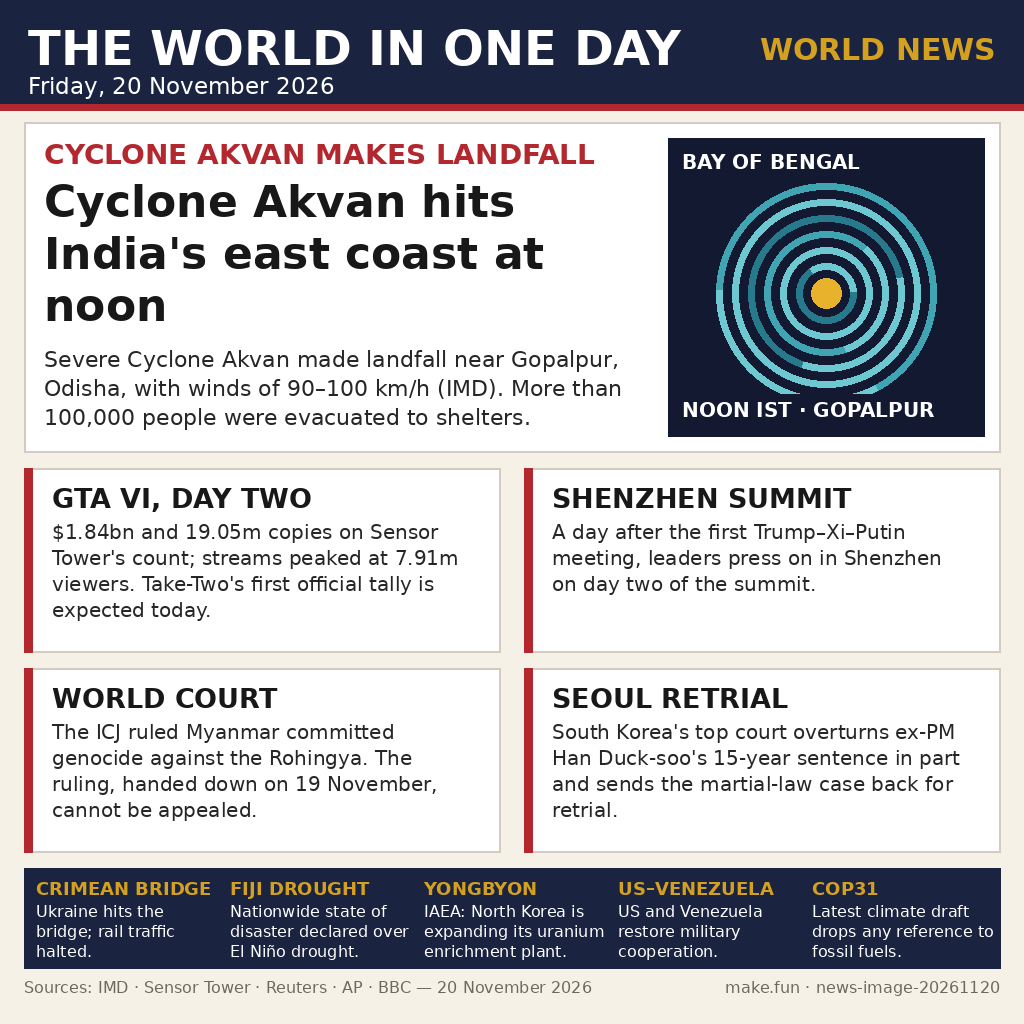 THE WORLD IN ONE DAY
WORLD NEWS
Friday, 20 November 2026
CYCLONE AKVAN MAKES LANDFALL
Cyclone Akvan hits
India's east coast at
noon
Severe Cyclone Akvan made landfall near Gopalpur,
Odisha, with winds of 90–100 km/h (IMD). More than
100,000 people were evacuated to shelters.
BAY OF BENGAL
NOON IST · GOPALPUR
GTA VI, DAY TWO
$1.84bn and 19.05m copies on Sensor
Tower's count; streams peaked at 7.91m
viewers. Take-Two's first official tally is
expected today.
SHENZHEN SUMMIT
A day after the first Trump–Xi–Putin
meeting, leaders press on in Shenzhen
on day two of the summit.
WORLD COURT
The ICJ ruled Myanmar committed
genocide against the Rohingya. The
ruling, handed down on 19 November,
cannot be appealed.
SEOUL RETRIAL
South Korea's top court overturns ex-PM
Han Duck-soo's 15-year sentence in part
and sends the martial-law case back for
retrial.
CRIMEAN BRIDGE
Ukraine hits the
bridge; rail traffic
halted.
FIJI DROUGHT
Nationwide state of
disaster declared over
El Niño drought.
YONGBYON
IAEA: North Korea is
expanding its uranium
enrichment plant.
US–VENEZUELA
US and Venezuela
restore military
cooperation.
COP31
Latest climate draft
drops any reference to
fossil fuels.
Sources: IMD · Sensor Tower · Reuters · AP · BBC — 20 November 2026
make.fun · news-image-20261120